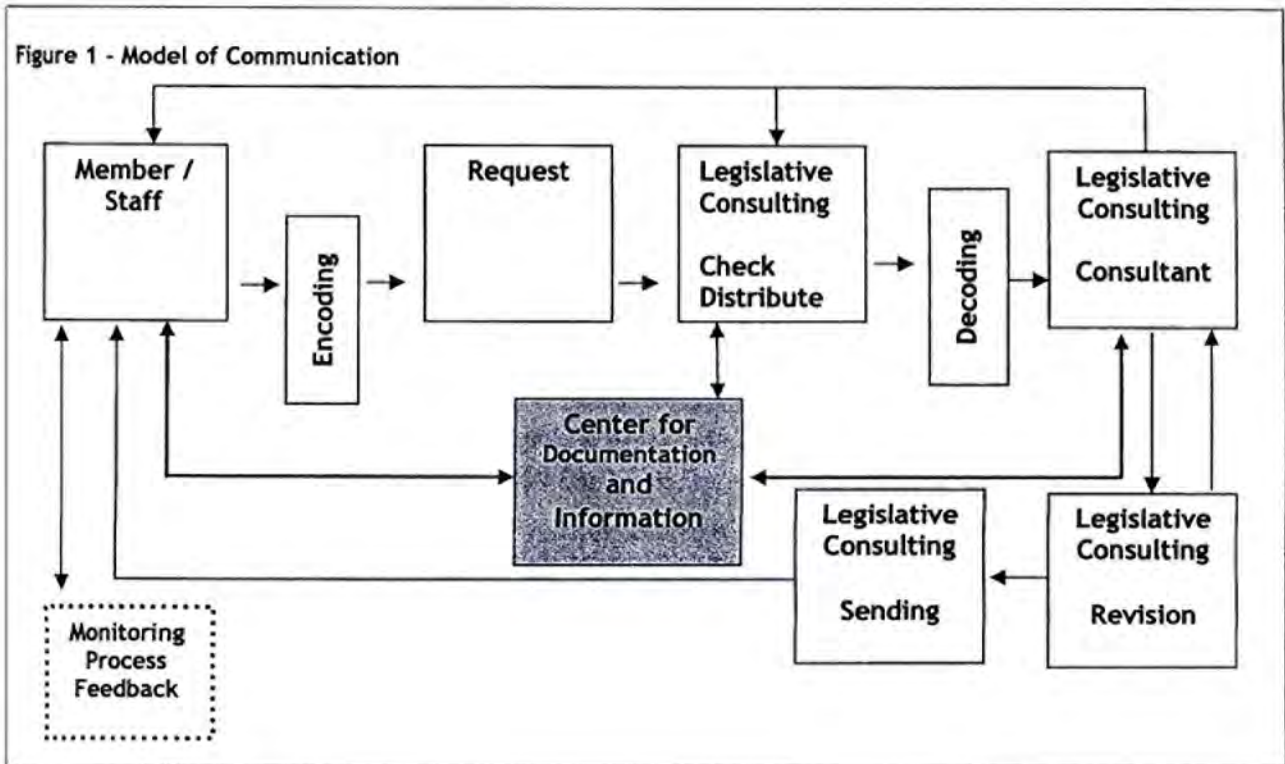 Figure 1 - Model of Communication
Member /
Staff
Encoding
Request
Legislative
Consulting
Check
Distribute
Decoding
Legislative
Consulting
Consultant
Center for
Documentation
and
Information
Legislative
Consulting
Sending
Legislative
Consulting
Revision
Monitoring
Process
Feedback